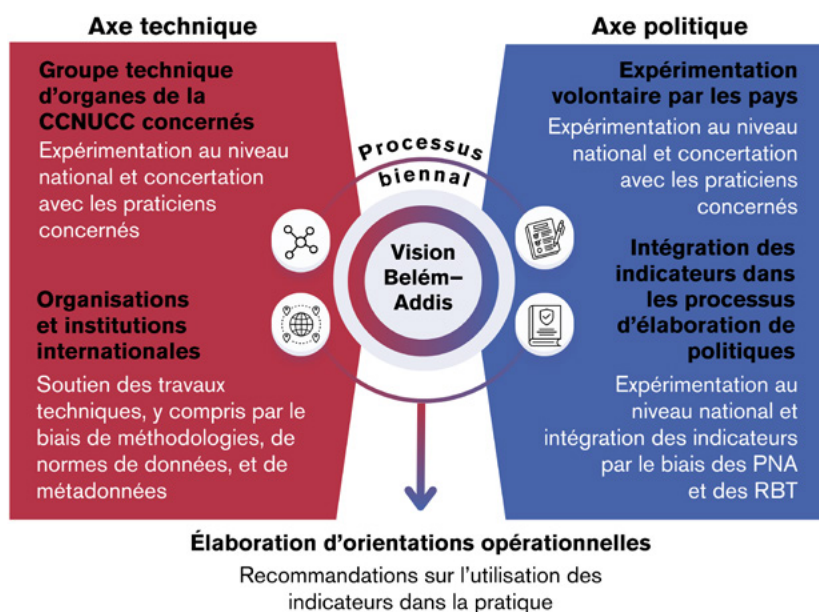 Axe technique
Groupe technique
d’organes de la
CCNUCC concernés
Expérimentation au niveau
national et concertation
avec les praticiens
concernés
Organisations
et institutions
internationales
Soutien des travaux
techniques, y compris par le
biais de méthodologies, de
normes de données, et de
métadonnées
Processus
biennal
Vision
Belém–
Addis
Axe politique
Expérimentation
volontaire par les pays
Expérimentation au niveau
national et concertation
avec les praticiens
concernés
Intégration des
indicateurs dans
les processus
d’élaboration de
politiques
Expérimentation au
niveau national et
intégration des indicateurs
par le biais des PNA
et des RBT
Élaboration d’orientations opérationnelles
Recommandations sur l’utilisation des
indicateurs dans la pratique